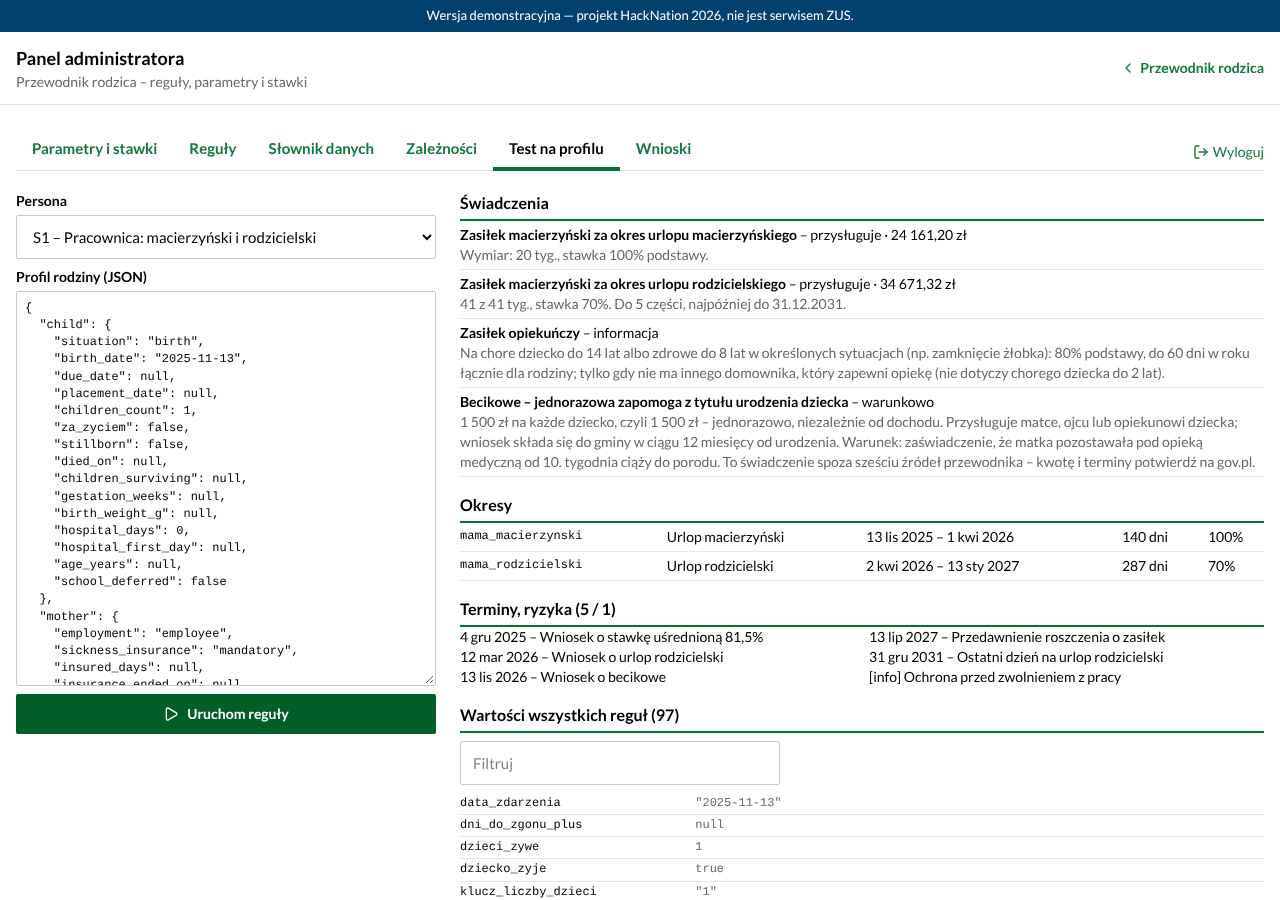 Wersja demonstracyjna — projekt HackNation 2026, nie jest serwisem ZUS.
Panel administratora
Przewodnik rodzica – reguły, parametry i stawki
Przewodnik rodzica
Parametry i stawki
Reguły
Słownik danych
Zależności
Test na profilu
Wnioski
Wyloguj
Persona
S1 – Pracownica: macierzyński i rodzicielski
Profil rodziny (JSON)
{
"child": {
"situation": "birth",
"birth_date": "2025-11-13",
"due_date": null,
"placement_date": null,
"children_count": 1,
"za_zyciem": false,
"stillborn": false,
"died_on": null,
"children_surviving": null,
"gestation_weeks": null,
"birth_weight_g": null,
"hospital_days": 0,
"hospital_first_day": null,
"age_years": null,
"school_deferred": false
},
"mother": {
"employment": "employee",
"sickness_insurance": "mandatory",
"insured_days": null,
"insurance_ended_on": null
Uruchom reguły
Świadczenia
Zasiłek macierzyński za okres urlopu macierzyńskiego – przysługuje · 24 161,20 zł
Wymiar: 20 tyg., stawka 100% podstawy.
Zasiłek macierzyński za okres urlopu rodzicielskiego – przysługuje · 34 671,32 zł
41 z 41 tyg., stawka 70%. Do 5 części, najpóźniej do 31.12.2031.
Zasiłek opiekuńczy – informacja
Na chore dziecko do 14 lat albo zdrowe do 8 lat w określonych sytuacjach (np. zamknięcie żłobka): 80% podstawy, do 60 dni w roku
łącznie dla rodziny; tylko gdy nie ma innego domownika, który zapewni opiekę (nie dotyczy chorego dziecka do 2 lat).
Becikowe – jednorazowa zapomoga z tytułu urodzenia dziecka – warunkowo
1 500 zł na każde dziecko, czyli 1 500 zł – jednorazowo, niezależnie od dochodu. Przysługuje matce, ojcu lub opiekunowi dziecka;
wniosek składa się do gminy w ciągu 12 miesięcy od urodzenia. Warunek: zaświadczenie, że matka pozostawała pod opieką
medyczną od 10. tygodnia ciąży do porodu. To świadczenie spoza sześciu źródeł przewodnika – kwotę i terminy potwierdź na gov.pl.
Okresy
mama_macierzynski Urlop macierzyński 13 lis 2025 – 1 kwi 2026 140 dni 100%
mama_rodzicielski Urlop rodzicielski 2 kwi 2026 – 13 sty 2027 287 dni 70%
Terminy, ryzyka (5 / 1)
4 gru 2025 – Wniosek o stawkę uśrednioną 81,5%
12 mar 2026 – Wniosek o urlop rodzicielski
13 lis 2026 – Wniosek o becikowe
13 lip 2027 – Przedawnienie roszczenia o zasiłek
31 gru 2031 – Ostatni dzień na urlop rodzicielski
[info] Ochrona przed zwolnieniem z pracy
Wartości wszystkich reguł (97)
Filtruj
data_zdarzenia "2025-11-13"
dni_do_zgonu_plus null
dzieci_zywe 1
dziecko_zyje true
klucz_liczby_dzieci "1"